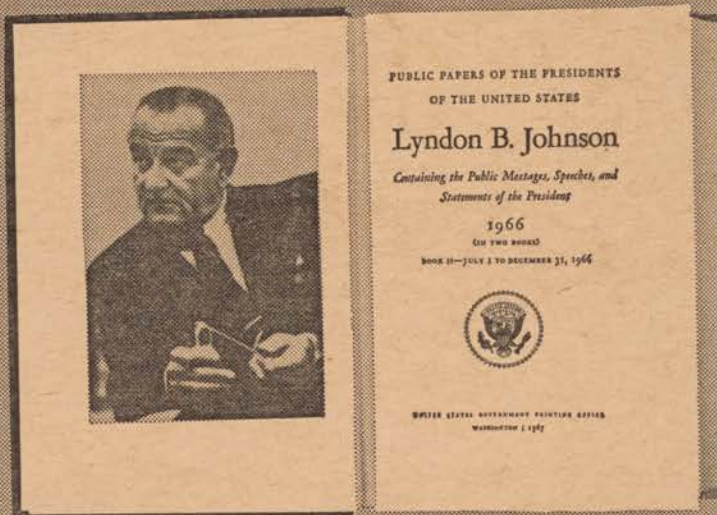 PUBLIC PAPERS OF THE PRESIDENTS
OF THE UNITED STATES
Lyndon B. Johnson
Containing the Public Messages, Speeches, and
Statements of the President
1966
(IN TWO BOOKS)
BOOK II—JULY 1 TO DECEMBER 31, 1966
UNITED STATES GOVERNMENT PRINTING OFFICE
WASHINGTON : 1967